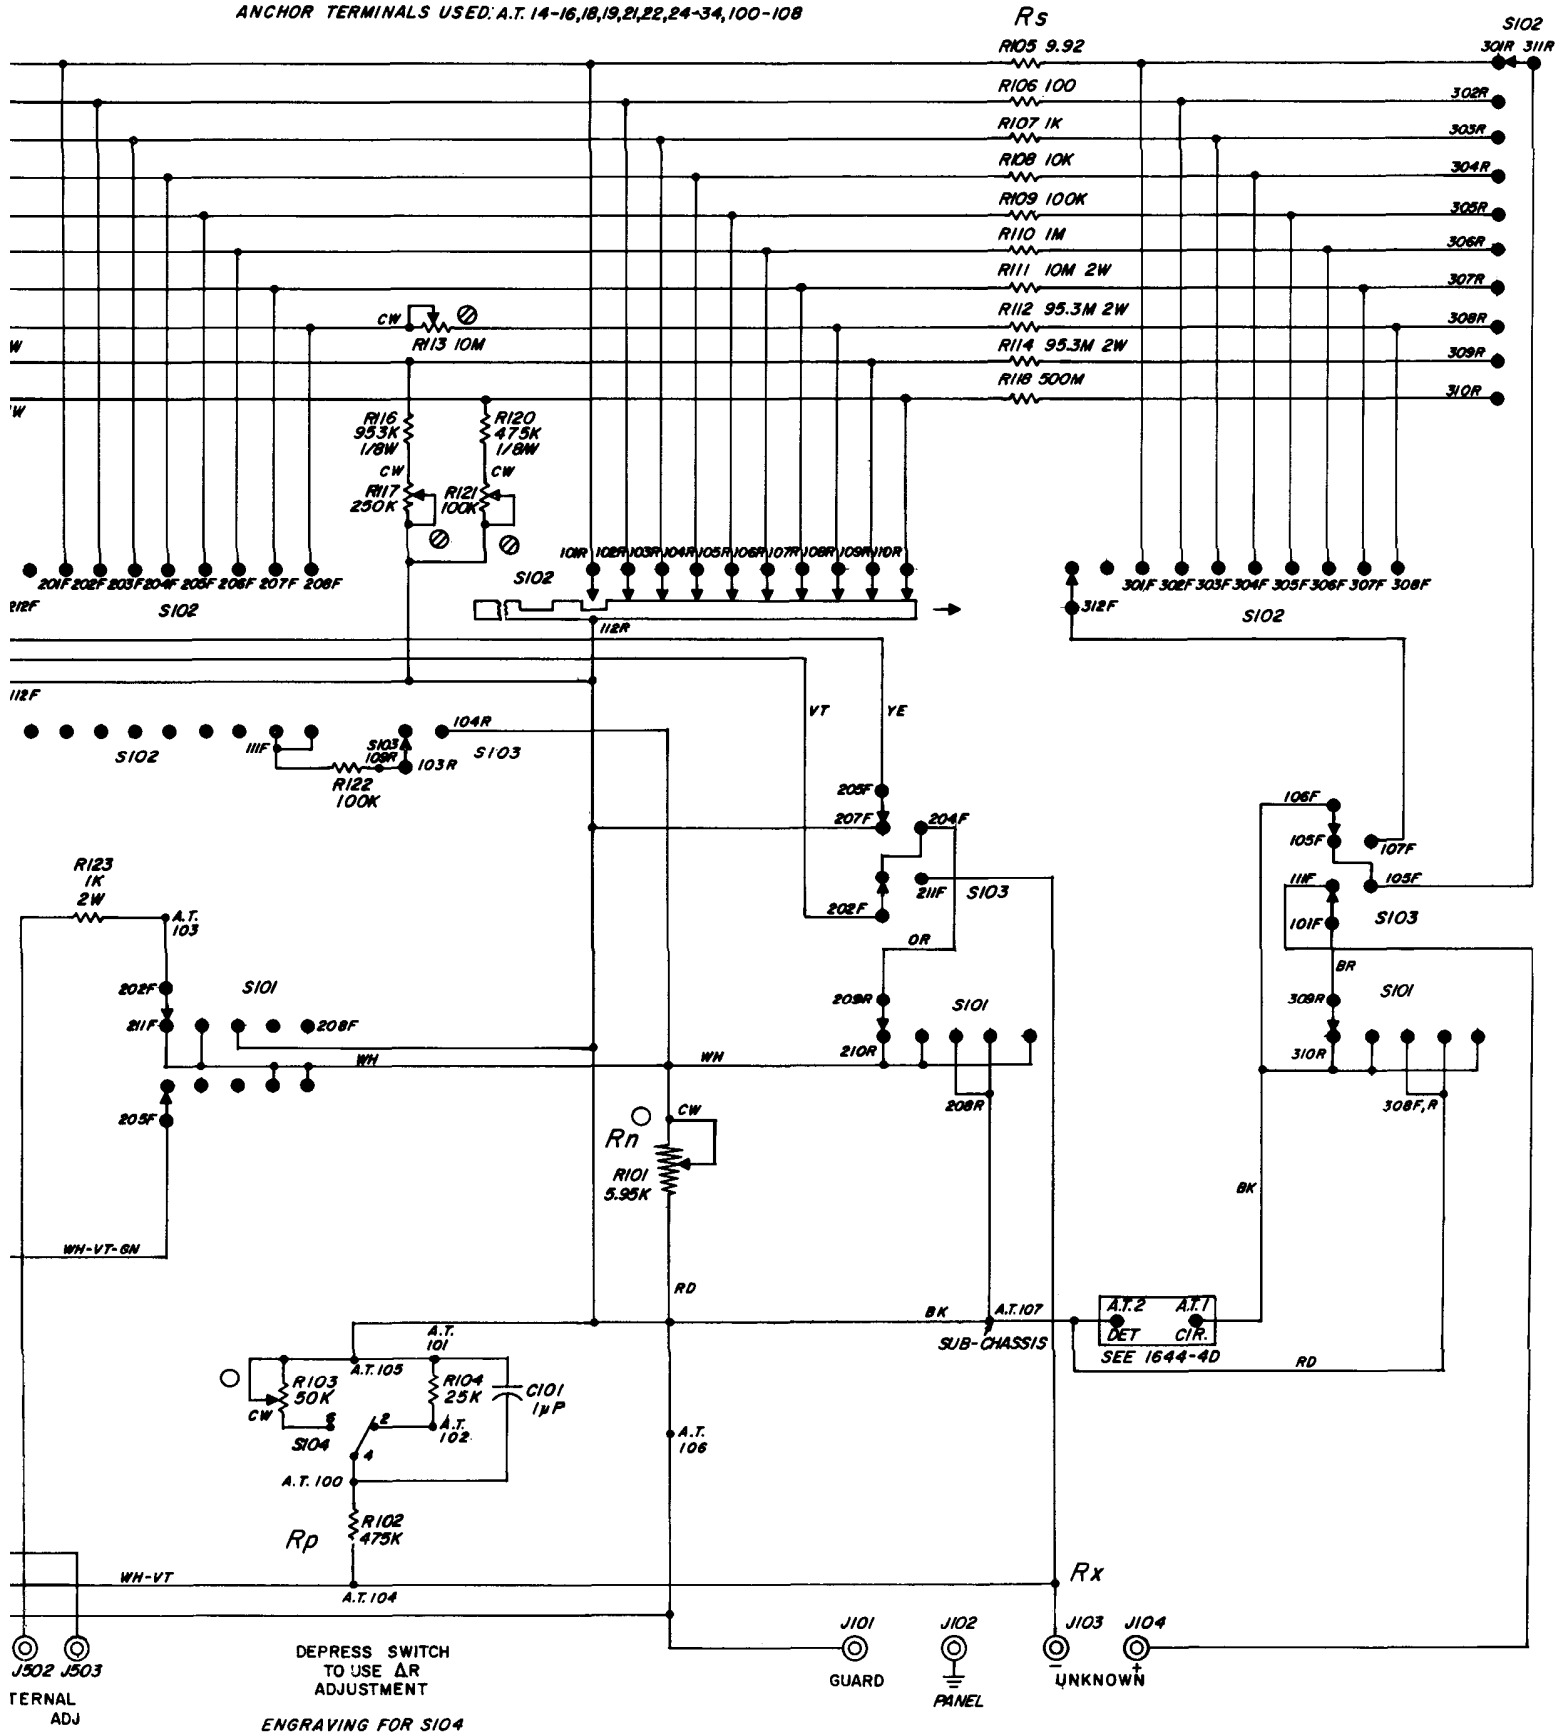 ANCHOR TERMINALS USED: A.T. 14-16,18,19,21,22,24-34,100-108
Rs
S102
R105 9.92
301R 311R
R106 100
302R
R107 1K
303R
R108 10K
304R
R109 100K
305R
R110 1M
306R
R111 10M 2W
307R
CW
R112 95.3M 2W
308R
R113 10M
W
R114 95.3M 2W
309R
R118 500M
310R
W
R116
953K
1/8W
R120
475K
1/8W
CW
CW
R117
250K
R121
100K
101R 102R 103R 104R 105R 106R 107R 108R 109R 110R
201F 202F 203F 204F 205F 206F 207F 208F
S102
301F 302F 303F 304F 305F 306F 307F 308F
212F
S102
312F
S102
112R
112F
VT
YE
104R
S102
111F
S103
109R
103R
S103
R122
100K
205F
207F
204F
106F
105F
107F
R123
1K
2W
211F
S103
202F
111F
105F
S103
101F
A.T.
103
OR
BR
202F
S101
209R
S101
309R
S101
211F
208F
WH
WH
210R
310R
205F
208R
308F,R
CW
Rn
R101
5.95K
BK
WH-VT-GN
RD
BK
A.T.107
SUB-CHASSIS
A.T.2
A.T.1
DET
CIR.
SEE 1644-4D
RD
A.T.
101
A.T.105
R103
50K
CW
R104
25K
C101
1µP
6
2
S104
4
A.T.
102
A.T.
106
A.T.100
R102
475K
Rp
WH-VT
A.T.104
Rx
J101
J102
J103
J104
J502 J503
GUARD
PANEL
−
UNKNOWN
+
TERNAL
ADJ
DEPRESS SWITCH
TO USE ΔR
ADJUSTMENT
ENGRAVING FOR S104